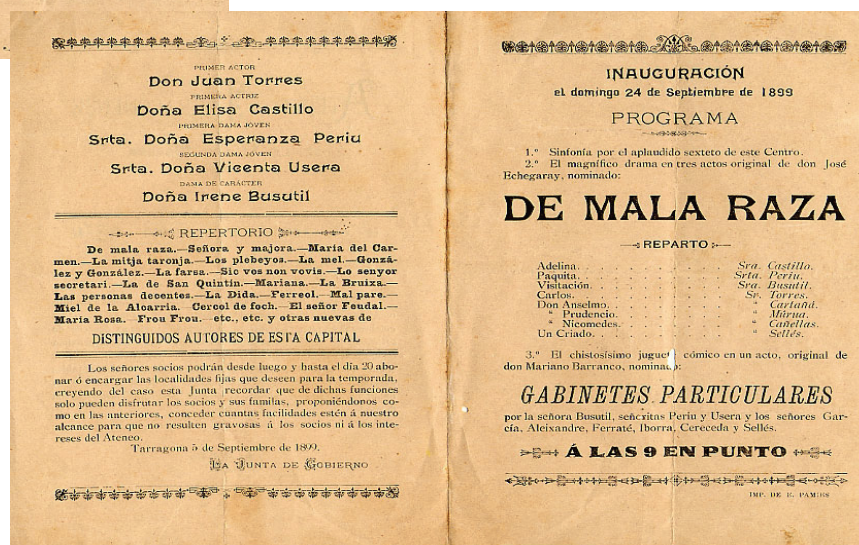 PRIMER ACTOR
Don Juan Torres
PRIMERA ACTRIZ
Doña Elisa Castillo
PRIMERA DAMA JOVEN
Srta. Doña Esperanza Periu
SEGUNDA DAMA JOVEN
Srta. Doña Vicenta Usera
DAMA DE CARÁCTER
Doña Irene Busutil
REPERTORIO
De mala raza.—Señora y majora.—María del Car-
men.—La mitja taronja.—Los plebeyos.—La mel.—Gonzá-
lez y González.—La farsa.—Sic vos non vovis.—Lo senyor
secretari.—La de San Quintín.—Mariana.—La Bruixa.—
Las personas decentes.—La Dida.—Ferreol.—Mal pare.—
Miel de la Alcarria.—Cercol de foch.—El señor Feudal.—
María Rosa.—Frou Frou.—etc., etc. y otras nuevas de
DISTINGUIDOS AUTORES DE ESTA CAPITAL
Los señores socios podrán desde luego y hasta el día 20 abo-
nar ó encargar las localidades fijas que deseen para la temporada,
creyendo del caso esta Junta recordar que de dichas funciones
solo pueden disfrutar los socios y sus familas, proponiéndonos co-
mo en las anteriores, conceder cuantas facilidades estén á nuestro
alcance para que no resulten gravosas á los socios ni á los inte-
reses del Ateneo.
Tarragona 5 de Septiembre de 1899.
LA JUNTA DE GOBIERNO
INAUGURACIÓN
el domingo 24 de Septiembre de 1899
PROGRAMA
1.º Sinfonía por el aplaudido sexteto de este Centro.
2.º El magnífico drama en tres actos original de don José
Echegaray, nominado:
DE MALA RAZA
REPARTO
Adelina. . . . . . . . . . Sra. Castillo.
Paquita. . . . . . . . . . Srta. Periu.
Visitación. . . . . . . . . Sra. Busutil.
Carlos. . . . . . . . . . Sr. Torres.
Don Anselmo. . . . . . . . " Cartañá.
" Prudencio. . . . . . . . " Múrua.
" Nicomedes. . . . . . . . " Cañellas.
Un Criado. . . . . . . . . " Sellés.
3.º El chistosísimo juguete cómico en un acto, original de
don Mariano Barranco, nominado:
GABINETES PARTICULARES
por la señora Busutil, señoritas Periu y Usera y los señores Gar-
cía, Aleixandre, Ferraté, Iborra, Cereceda y Sellés.
Á LAS 9 EN PUNTO
IMP. DE E. PAMIES